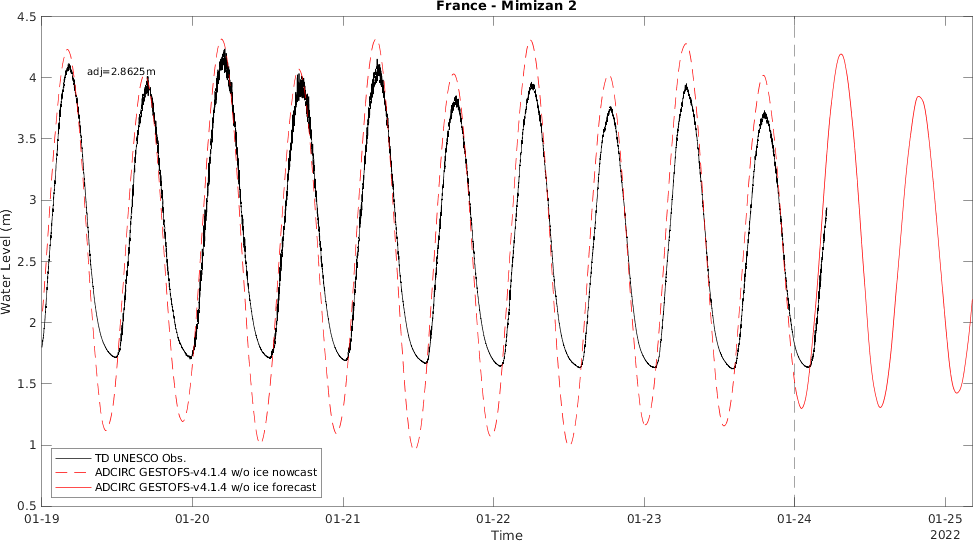 France - Mimizan 2
4.5
4
3.5
3
2.5
2
1.5
1
0.5
Water Level (m)
adj=2.8625m
TD UNESCO Obs.
ADCIRC GESTOFS-v4.1.4 w/o ice nowcast
ADCIRC GESTOFS-v4.1.4 w/o ice forecast
01-19 01-20 01-21 01-22 01-23 01-24 01-25
Time
2022